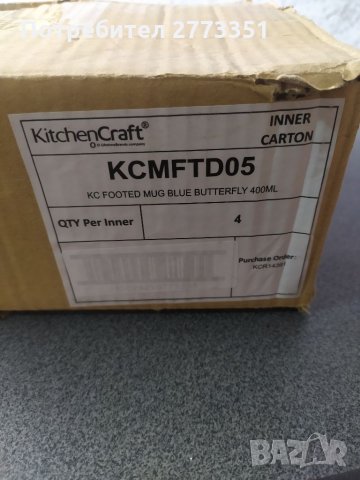 Потребител 2773351
KitchenCraft®
INNER
CARTON
KCMFTD05
KC FOOTED MUG BLUE BUTTERFLY 400ML
QTY Per Inner
4
Purchase Order:
BAZAR